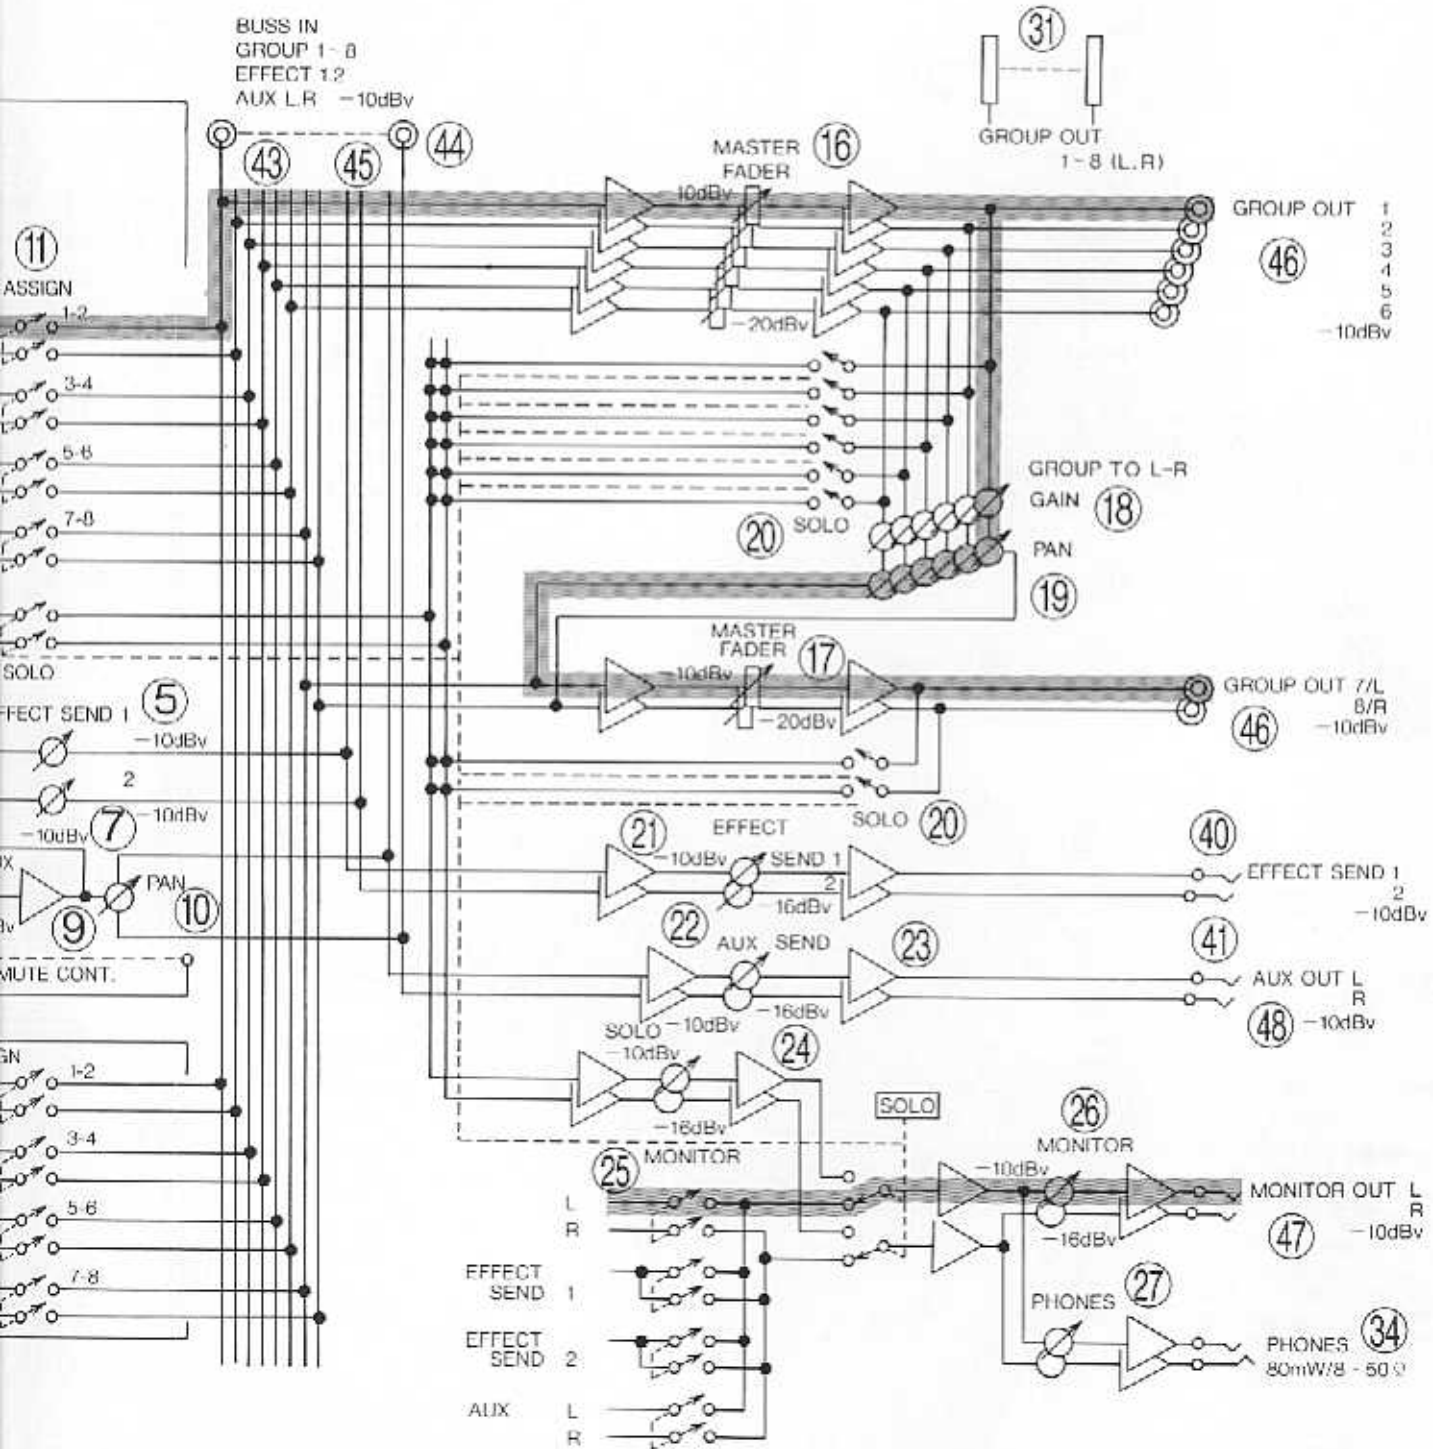 BUSS IN
GROUP 1-8
EFFECT 1.2
AUX L.R -10dBv
31
GROUP OUT
1-8 (L.R)
43
45
44
MASTER
FADER
16
-10dBv
-20dBv
GROUP OUT 1
2
3
4
5
6
-10dBv
46
11
ASSIGN
1-2
3-4
5-6
7-8
SOLO
20 SOLO
GROUP TO L-R
GAIN 18
PAN
19
MASTER
FADER
17
-10dBv
-20dBv
GROUP OUT 7/L
8/R
-10dBv
46
5
FFECT SEND 1
-10dBv
2
-10dBv
-10dBv
7
PAN
9
10
MUTE CONT.
SOLO 20
21
EFFECT
-10dBv
SEND 1
2
-16dBv
40
EFFECT SEND 1
2
-10dBv
22
AUX SEND
23
-10dBv
-16dBv
41
AUX OUT L
R
48 -10dBv
SOLO
-10dBv
24
-16dBv
GN
1-2
3-4
5-6
7-8
SOLO
25 MONITOR
L
R
EFFECT
SEND 1
EFFECT
SEND 2
AUX L
R
26
MONITOR
-10dBv
-16dBv
MONITOR OUT L
R
-10dBv
47
27
PHONES
34
PHONES
80mW/8 - 50Ω